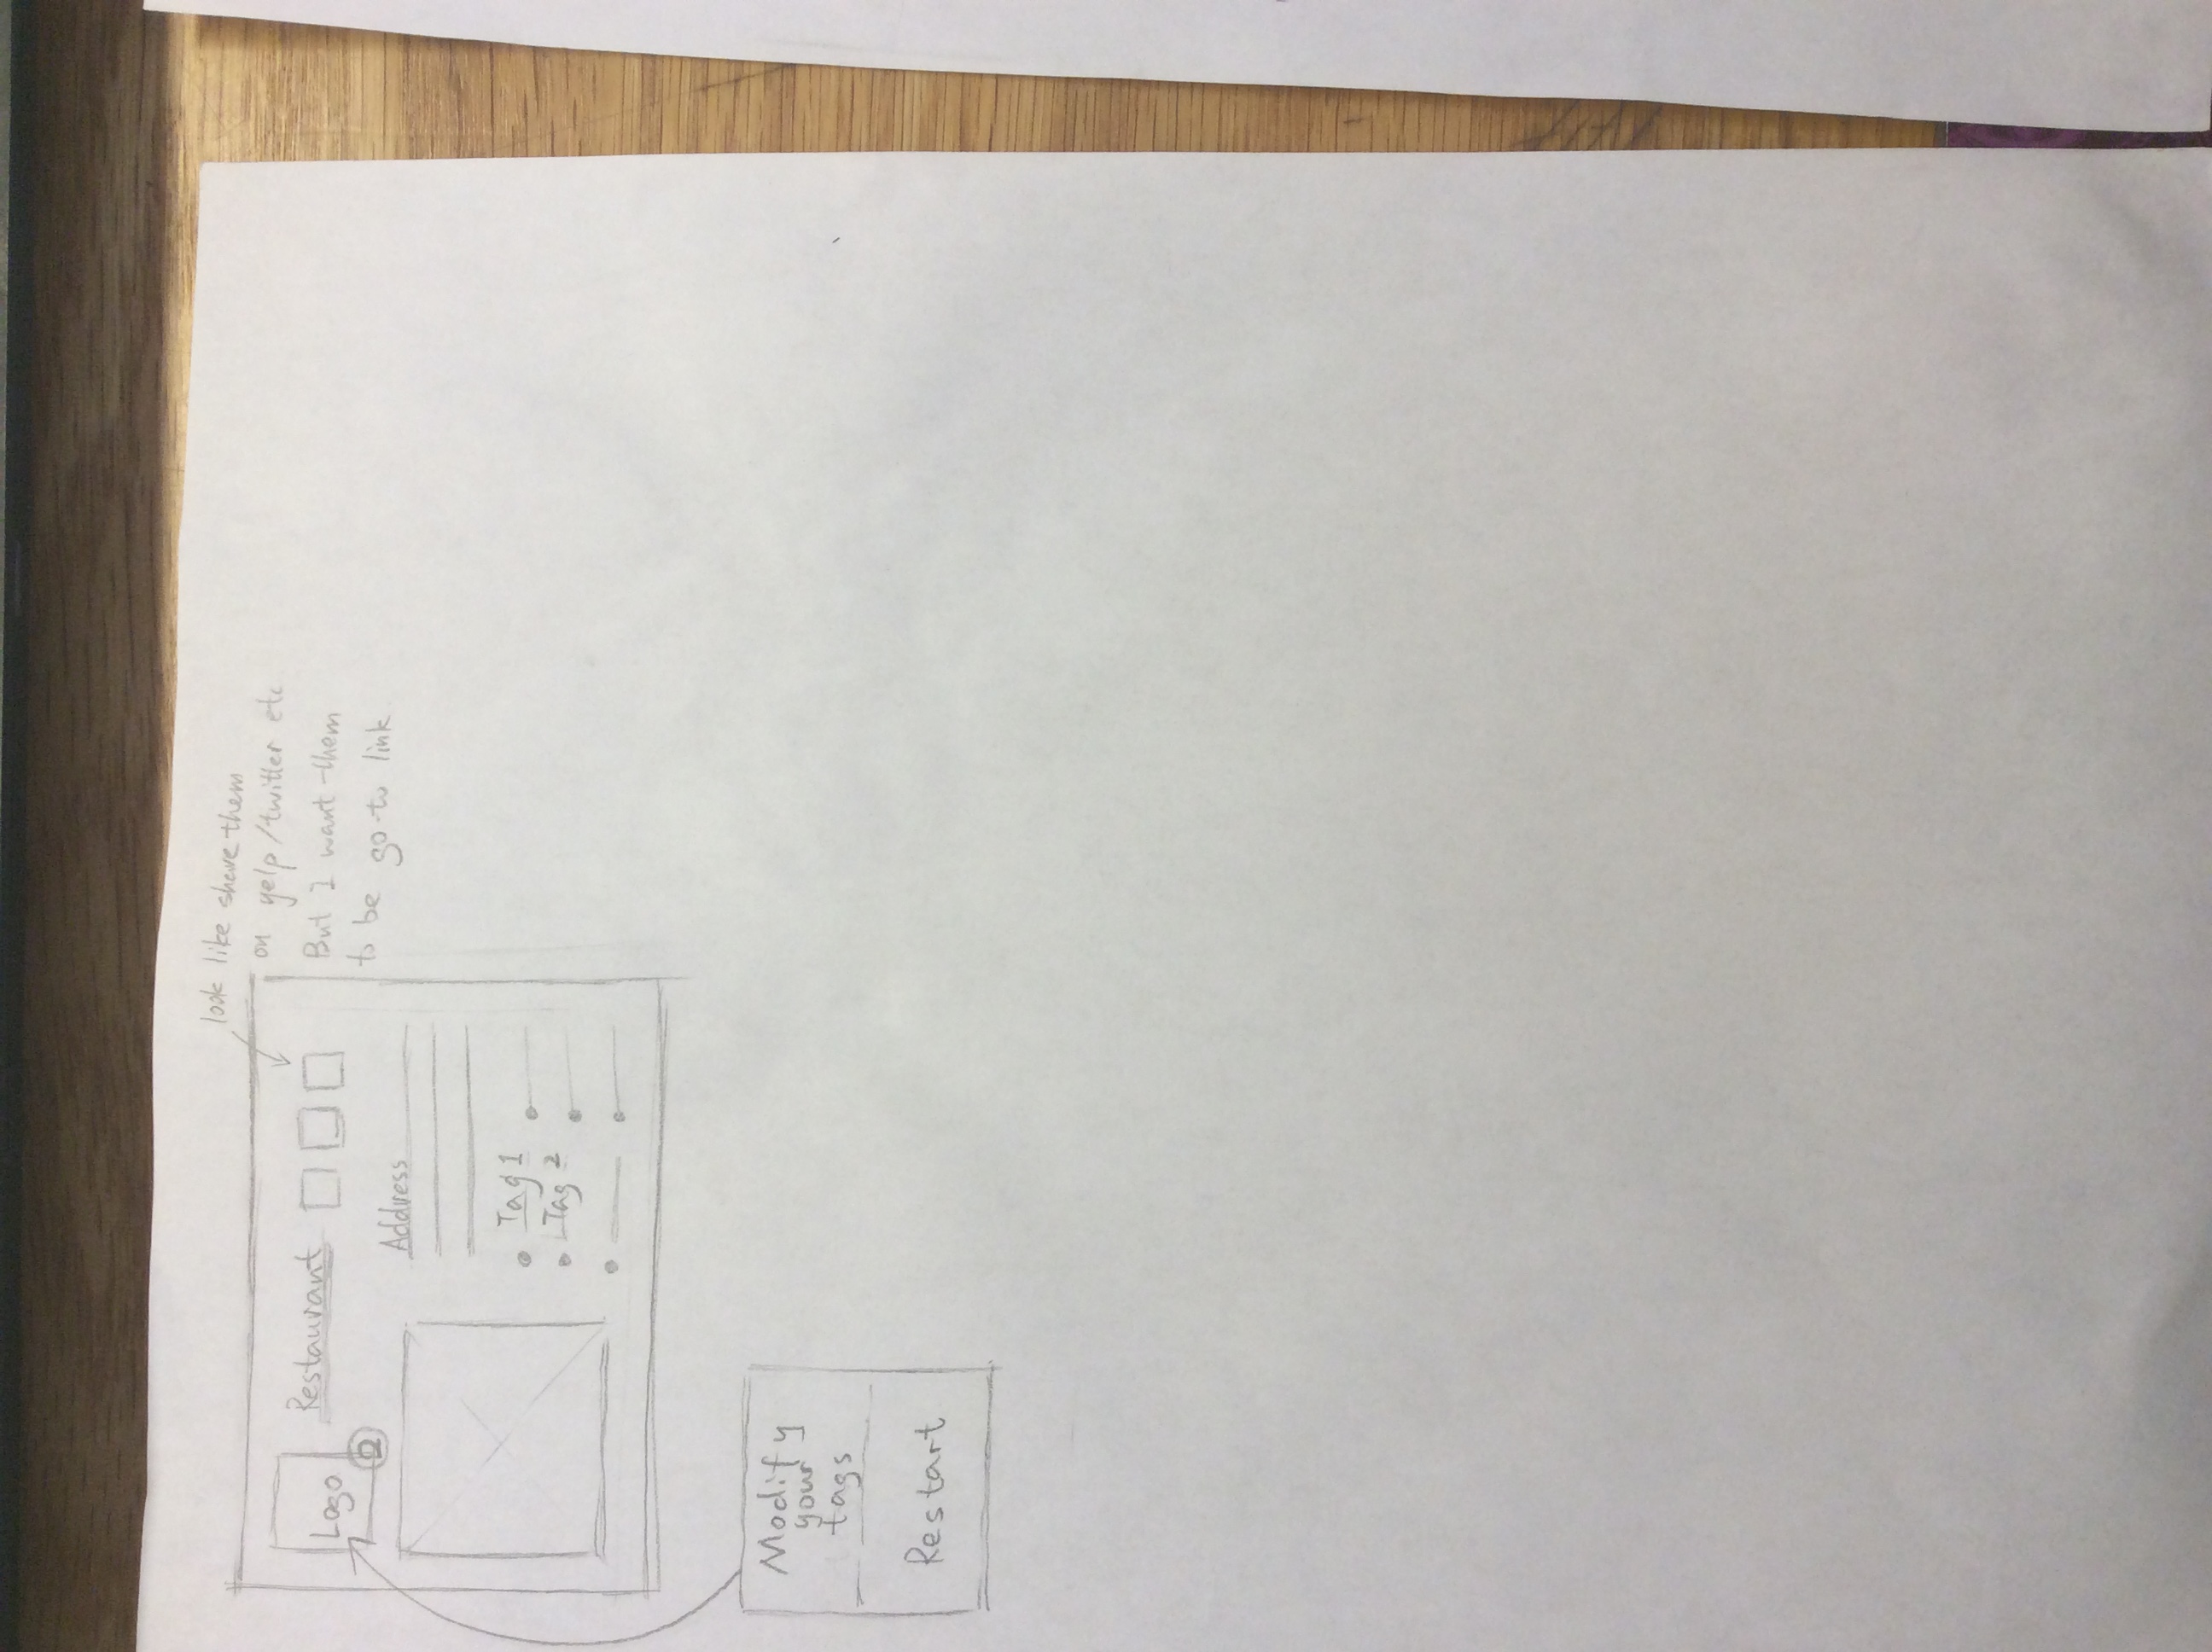 look like share them
on yelp/twitter etc
But I want them
to be go-to link
Logo
2
Restaurant
Address
Tag 1
Tag 2
Modify
your
tags
Restart